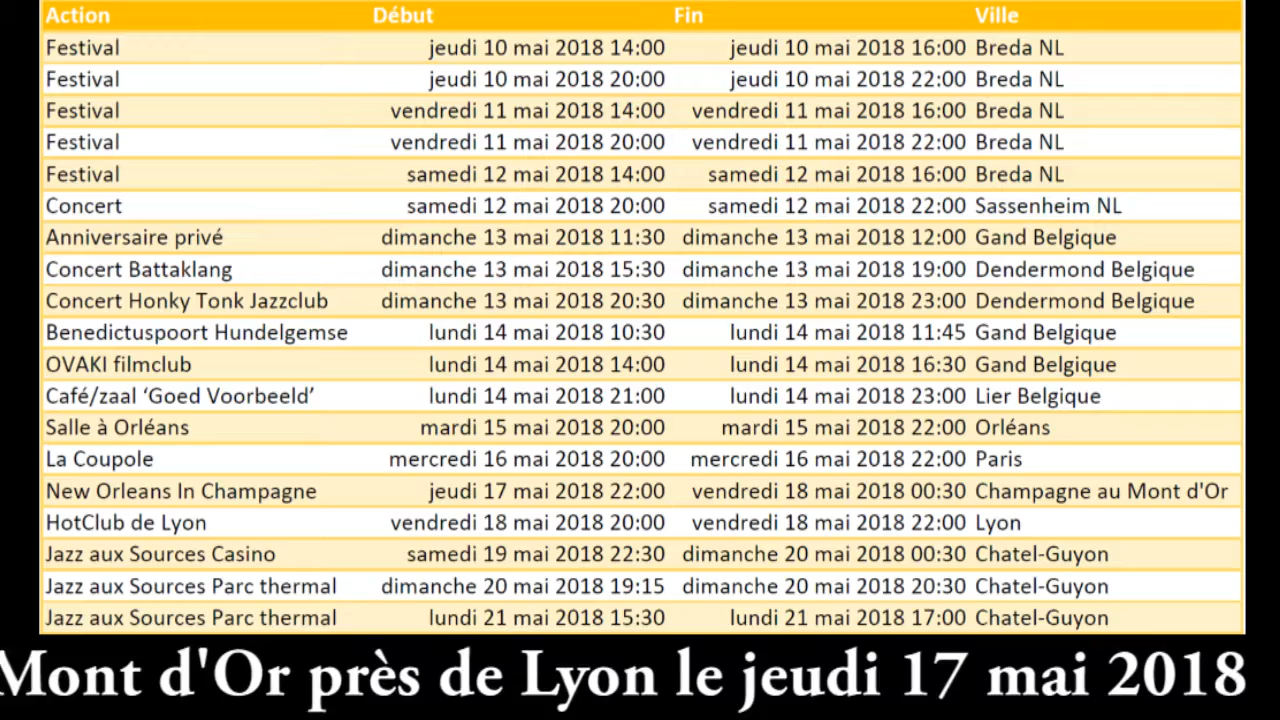 Action Début Fin Ville
Festival jeudi 10 mai 2018 14:00 jeudi 10 mai 2018 16:00 Breda NL
Festival jeudi 10 mai 2018 20:00 jeudi 10 mai 2018 22:00 Breda NL
Festival vendredi 11 mai 2018 14:00 vendredi 11 mai 2018 16:00 Breda NL
Festival vendredi 11 mai 2018 20:00 vendredi 11 mai 2018 22:00 Breda NL
Festival samedi 12 mai 2018 14:00 samedi 12 mai 2018 16:00 Breda NL
Concert samedi 12 mai 2018 20:00 samedi 12 mai 2018 22:00 Sassenheim NL
Anniversaire privé dimanche 13 mai 2018 11:30 dimanche 13 mai 2018 12:00 Gand Belgique
Concert Battaklang dimanche 13 mai 2018 15:30 dimanche 13 mai 2018 19:00 Dendermond Belgique
Concert Honky Tonk Jazzclub dimanche 13 mai 2018 20:30 dimanche 13 mai 2018 23:00 Dendermond Belgique
Benedictuspoort Hundelgemse lundi 14 mai 2018 10:30 lundi 14 mai 2018 11:45 Gand Belgique
OVAKI filmclub lundi 14 mai 2018 14:00 lundi 14 mai 2018 16:30 Gand Belgique
Café/zaal ‘Goed Voorbeeld’ lundi 14 mai 2018 21:00 lundi 14 mai 2018 23:00 Lier Belgique
Salle à Orléans mardi 15 mai 2018 20:00 mardi 15 mai 2018 22:00 Orléans
La Coupole mercredi 16 mai 2018 20:00 mercredi 16 mai 2018 22:00 Paris
New Orleans In Champagne jeudi 17 mai 2018 22:00 vendredi 18 mai 2018 00:30 Champagne au Mont d'Or
HotClub de Lyon vendredi 18 mai 2018 20:00 vendredi 18 mai 2018 22:00 Lyon
Jazz aux Sources Casino samedi 19 mai 2018 22:30 dimanche 20 mai 2018 00:30 Chatel-Guyon
Jazz aux Sources Parc thermal dimanche 20 mai 2018 19:15 dimanche 20 mai 2018 20:30 Chatel-Guyon
Jazz aux Sources Parc thermal lundi 21 mai 2018 15:30 lundi 21 mai 2018 17:00 Chatel-Guyon
Mont d'Or près de Lyon le jeudi 17 mai 2018